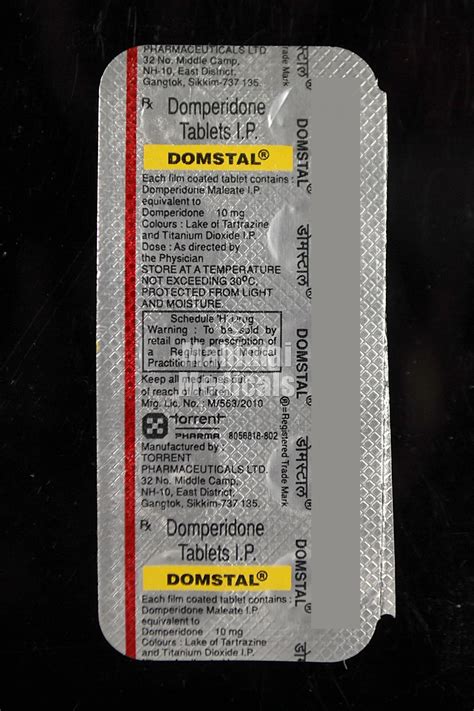 PHARMACEUTICALS LTD.
32 No. Middle Camp,
NH-10, East District,
Gangtok, Sikkim-737 135.
Rx Domperidone
Tablets I.P.
DOMSTAL®
Each film coated tablet contains :
Domperidone Maleate I.P.
equivalent to
Domperidone 10 mg
Colours : Lake of Tartrazine
and Titanium Dioxide I.P.
Dose : As directed by
the Physician
STORE AT A TEMPERATURE
NOT EXCEEDING 30°C,
PROTECTED FROM LIGHT
AND MOISTURE.
Schedule 'H' Drug
Warning : To be sold by
retail on the prescription of
a Registered Medical
Practitioner only.
Keep all medicines out
of reach of children.
Mfg. Lic. No. : M/563/2010
torrent
PHARMA 8056818-802
Manufactured by
TORRENT
PHARMACEUTICALS LTD.
32 No. Middle Camp,
NH-10, East District,
Gangtok, Sikkim-737 135.
Rx Domperidone
Tablets I.P.
DOMSTAL®
Each film coated tablet contains :
Domperidone Maleate I.P.
equivalent to
Domperidone 10 mg
Colours : Lake of Tartrazine
and Titanium Dioxide I.P.
Trade Mark
डोमस्टाल
DOMSTAL
डोमस्टाल
DOMSTAL
®=Registered Trade Mark
डोमस्टाल
DOMSTAL